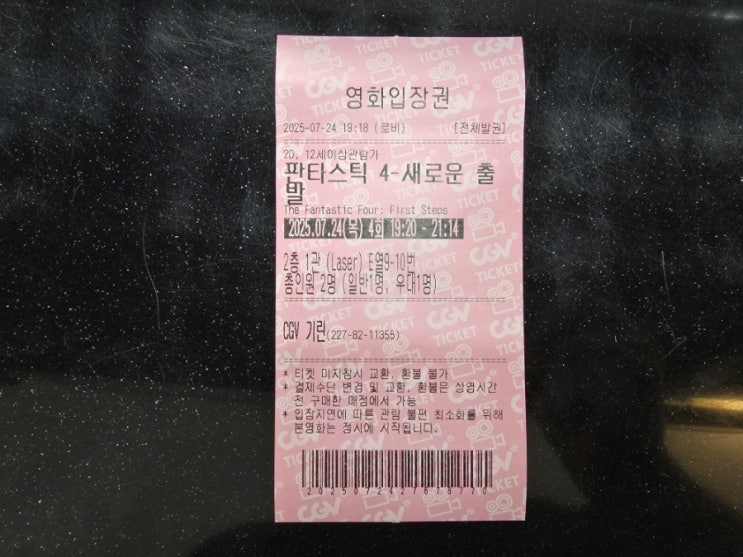 영화입장권
2025-07-24 19:18 (로비) [전체발권]
2D, 12세이상관람가
판타스틱 4-새로운 출
발
The Fantastic Four: First Steps
2025.07.24(목) 4회 19:20 - 21:14
2층 1관 (Laser) E열9-10번
총인원 2명 (일반1명, 우대1명)
CGV 기린(227-82-11355)
* 티켓 미지참시 교환, 환불 불가
* 결제수단 변경 및 교환, 환불은 상영시간
전 구매한 매점에서 가능
* 입장지연에 따른 관람 불편 최소화를 위해
본영화는 정시에 시작됩니다.